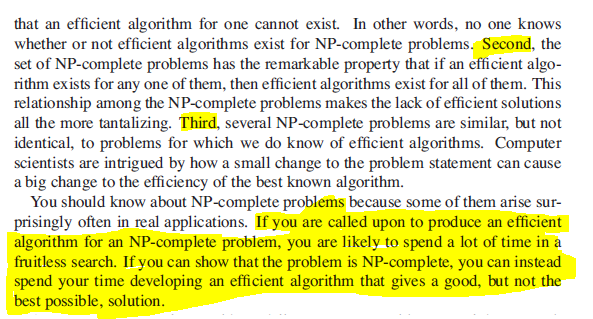 that an efficient algorithm for one cannot exist. In other words, no one knows
whether or not efficient algorithms exist for NP-complete problems. Second, the
set of NP-complete problems has the remarkable property that if an efficient algo-
rithm exists for any one of them, then efficient algorithms exist for all of them. This
relationship among the NP-complete problems makes the lack of efficient solutions
all the more tantalizing. Third, several NP-complete problems are similar, but not
identical, to problems for which we do know of efficient algorithms. Computer
scientists are intrigued by how a small change to the problem statement can cause
a big change to the efficiency of the best known algorithm.
You should know about NP-complete problems because some of them arise sur-
prisingly often in real applications. If you are called upon to produce an efficient
algorithm for an NP-complete problem, you are likely to spend a lot of time in a
fruitless search. If you can show that the problem is NP-complete, you can instead
spend your time developing an efficient algorithm that gives a good, but not the
best possible, solution.